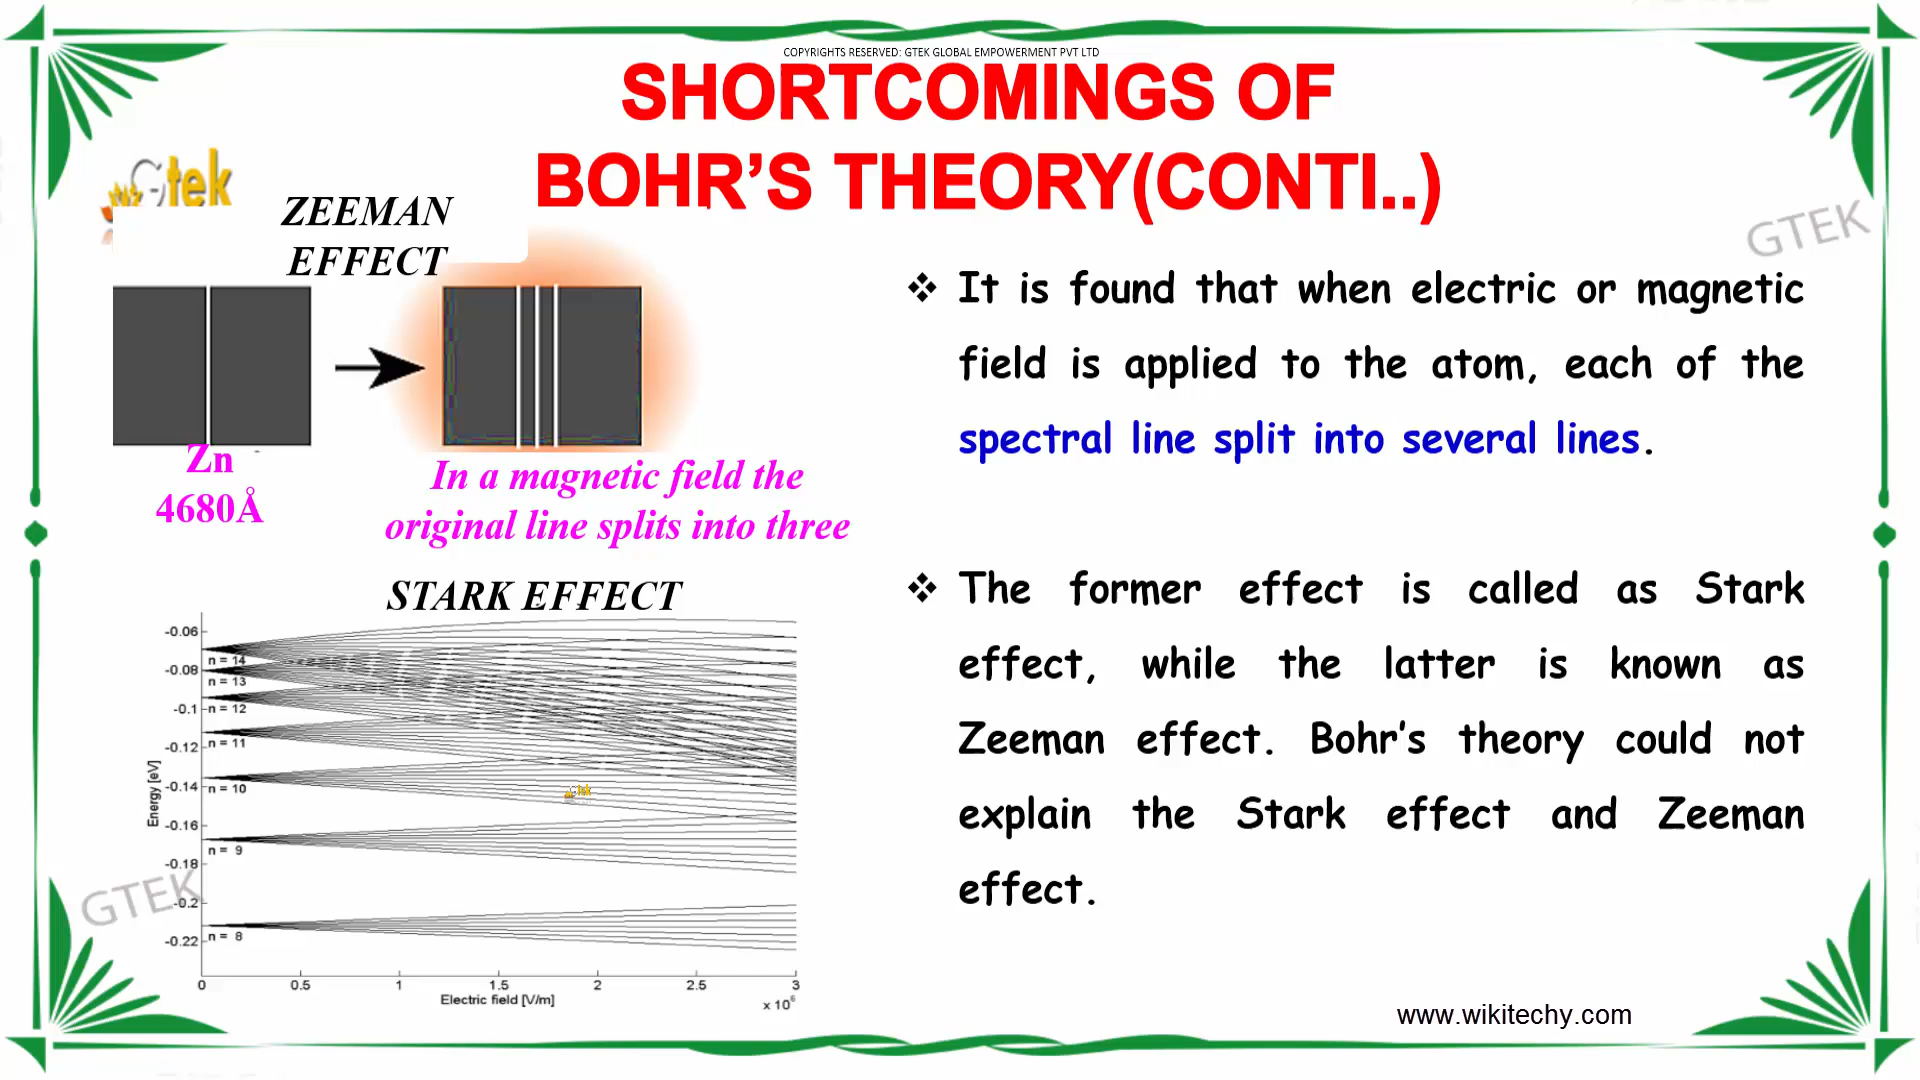 COPYRIGHTS RESERVED: GTEK GLOBAL EMPOWERMENT PVT LTD
SHORTCOMINGS OF
BOHR’S THEORY(CONTI..)
Gtek
ZEEMAN
EFFECT
GTEK
Zn
4680Å
In a magnetic field the
original line splits into three
❖ It is found that when electric or magnetic
field is applied to the atom, each of the
spectral line split into several lines.
❖ The former effect is called as Stark
effect, while the latter is known as
Zeeman effect. Bohr’s theory could not
explain the Stark effect and Zeeman
effect.
STARK EFFECT
Energy [eV]
-0.06
-0.08
-0.1
-0.12
-0.14
-0.16
-0.18
-0.2
-0.22
n = 14
n = 13
n = 12
n = 11
n = 10
n = 9
n = 8
0 0.5 1 1.5 2 2.5 3
Electric field [V/m]
x 10⁶
GTEK
www.wikitechy.com